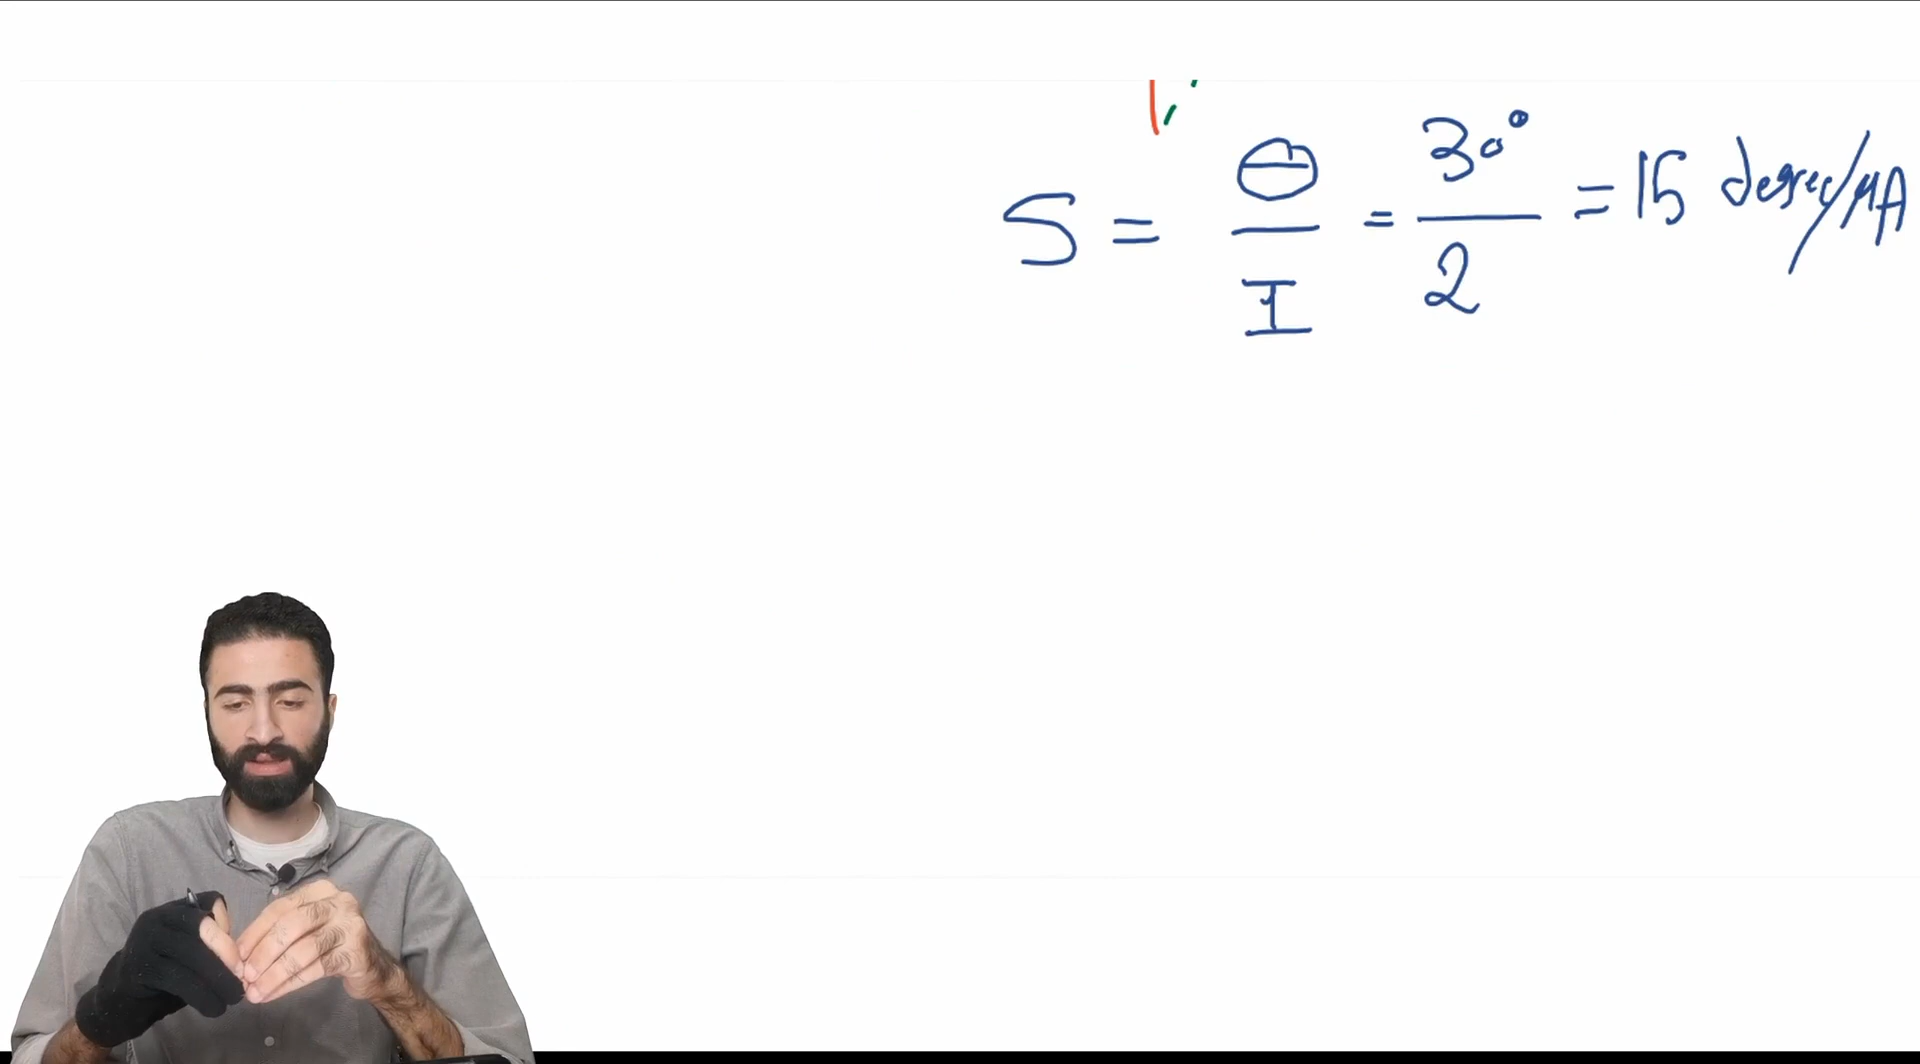 S = Θ/I = 30°/2 = 15 degree/μA